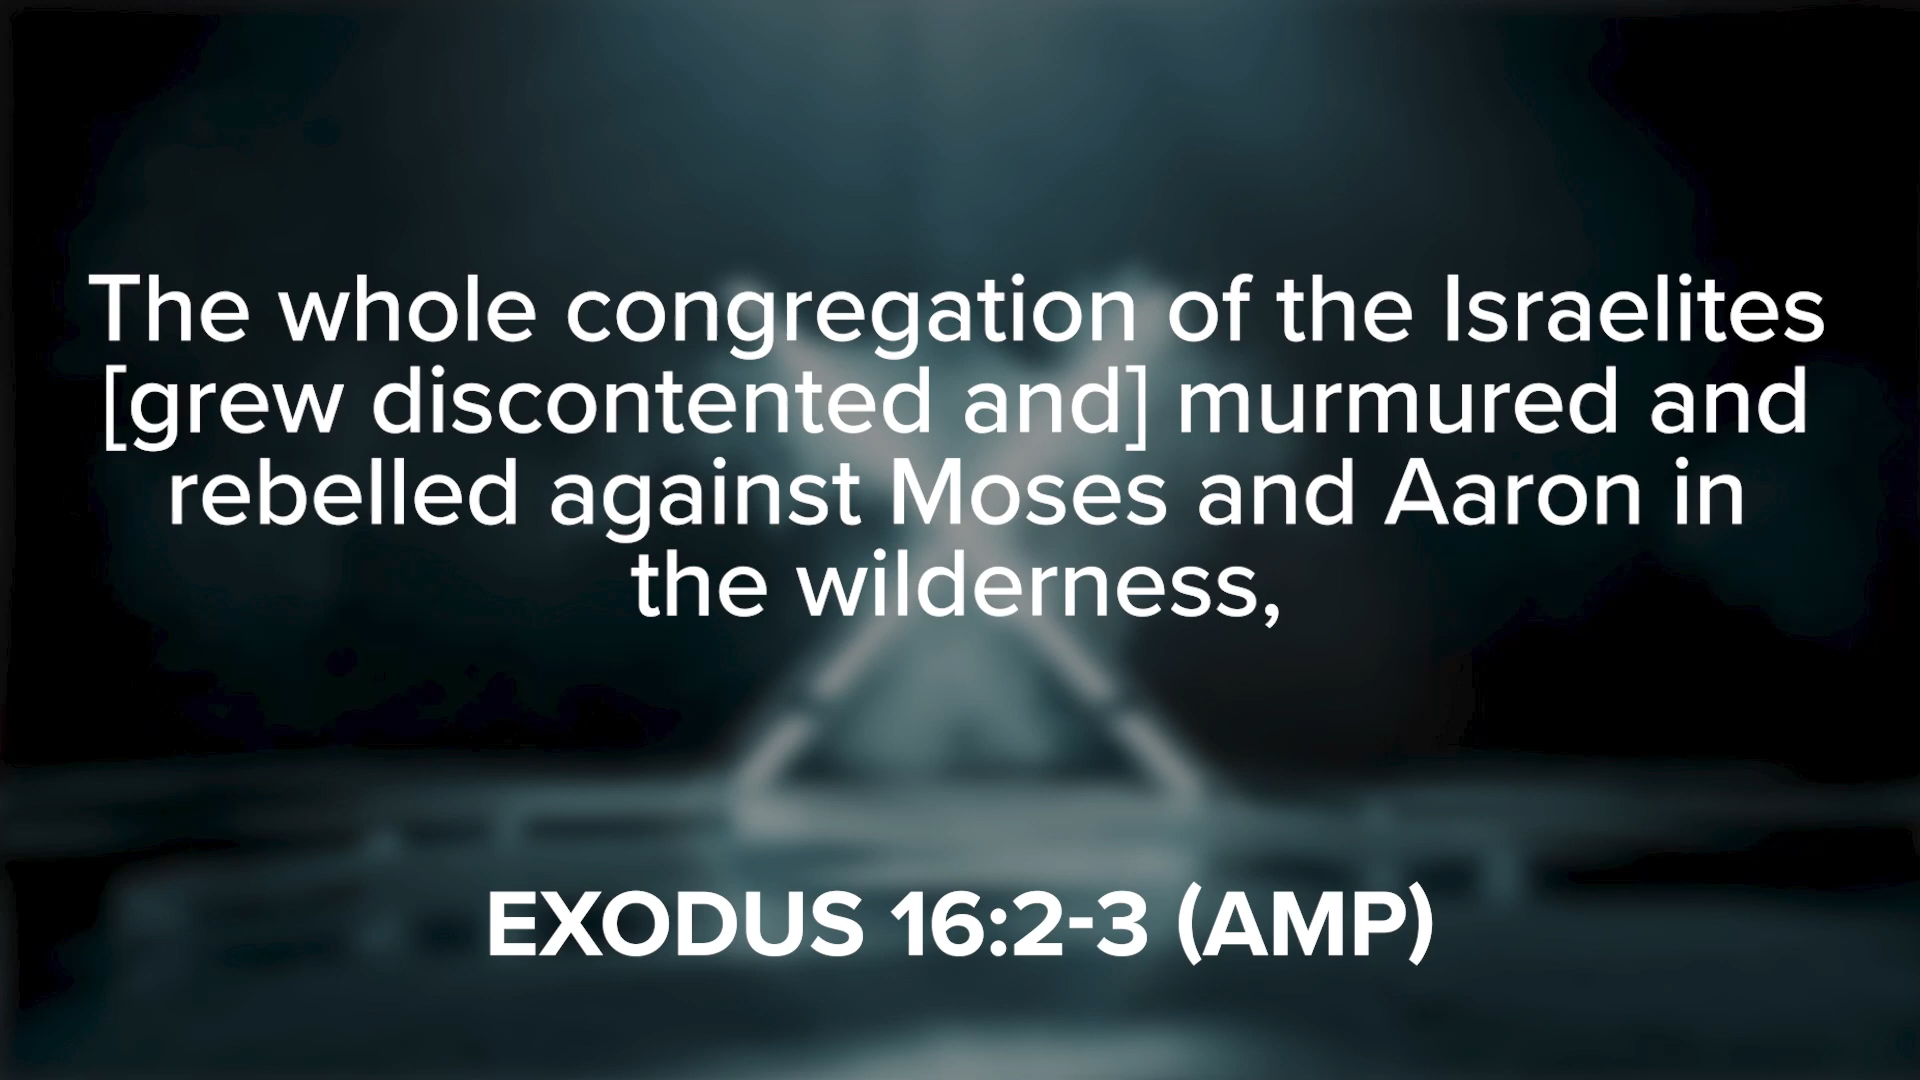 The whole congregation of the Israelites
[grew discontented and] murmured and
rebelled against Moses and Aaron in
the wilderness,
EXODUS 16:2-3 (AMP)